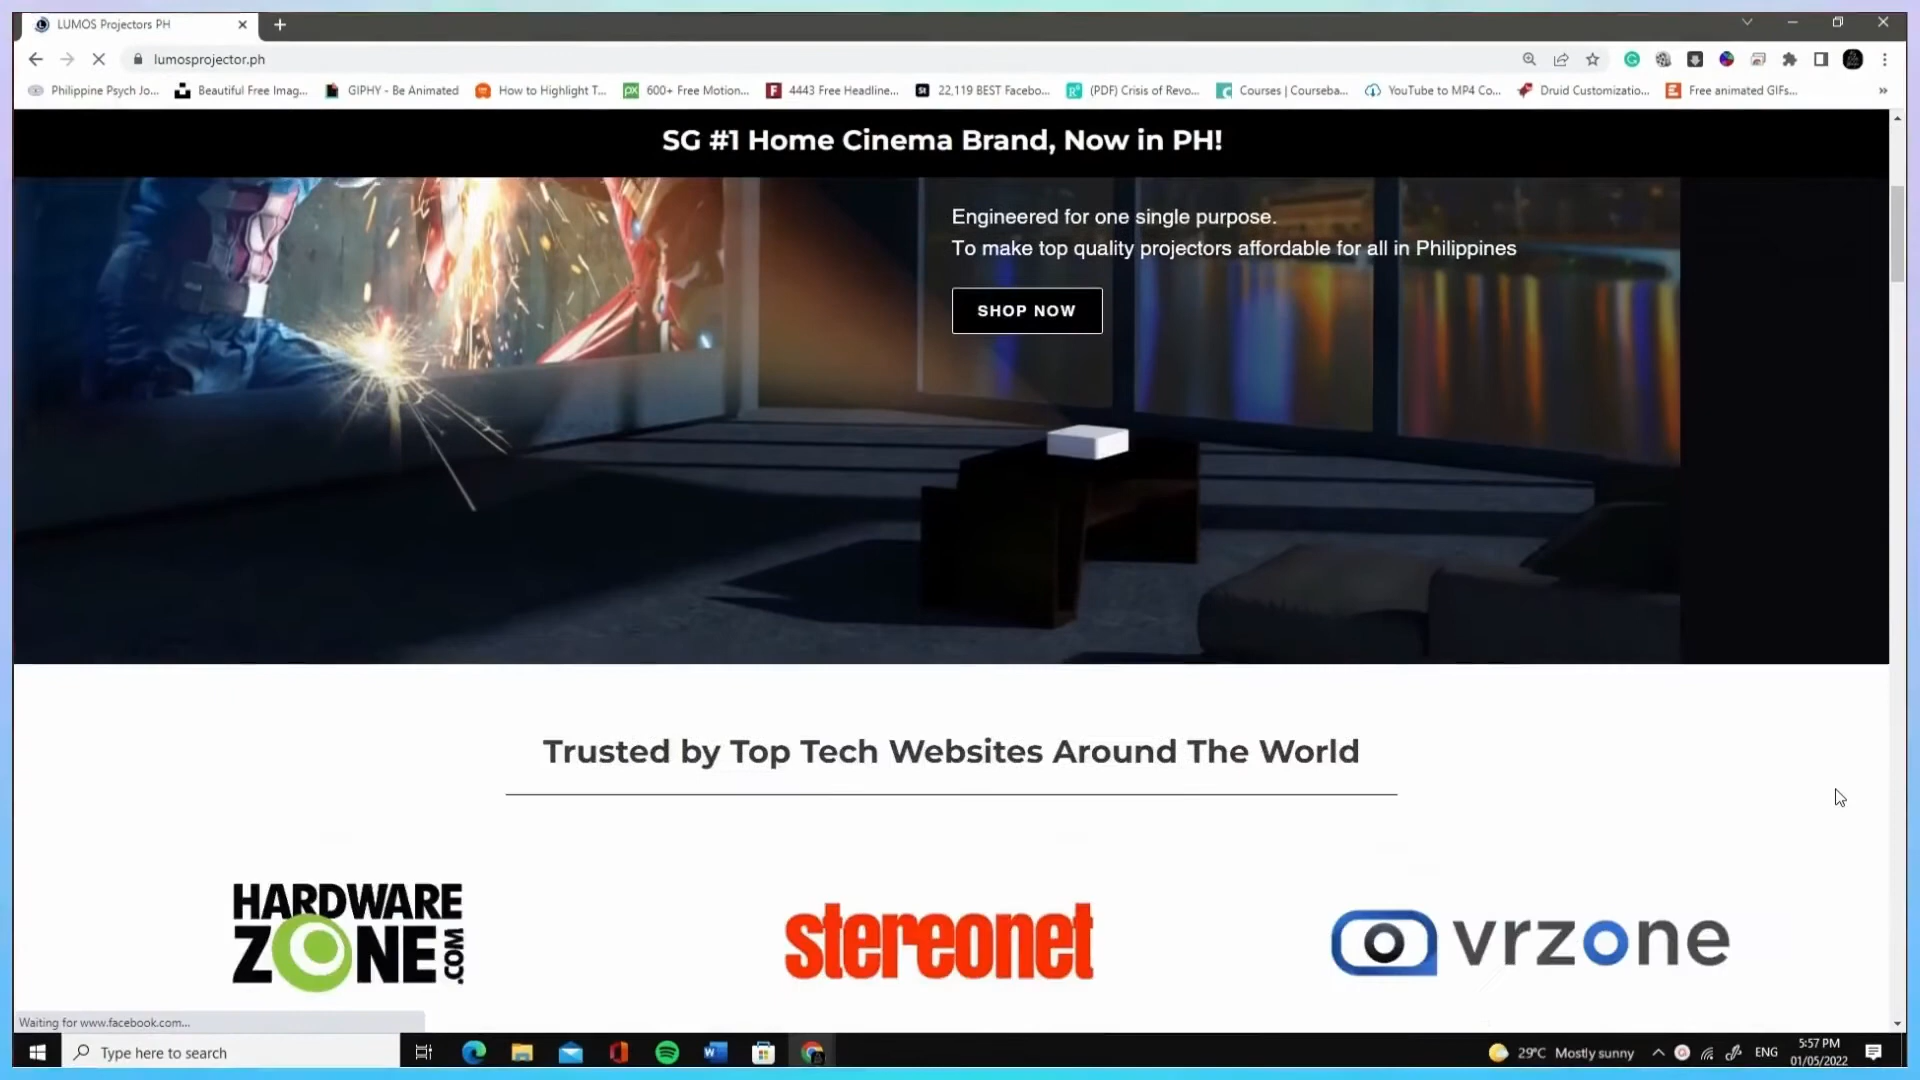 LUMOS Projectors PH
lumosprojector.ph
Philippine Psych Jo...
Beautiful Free Imag...
GIPHY - Be Animated
How to Highlight T...
600+ Free Motion...
4443 Free Headline...
22,119 BEST Facebo...
(PDF) Crisis of Revo...
Courses | Courseba...
YouTube to MP4 Co...
Druid Customizatio...
Free animated GIFs...
SG #1 Home Cinema Brand, Now in PH!
Engineered for one single purpose.
To make top quality projectors affordable for all in Philippines
SHOP NOW
Trusted by Top Tech Websites Around The World
HARDWARE
ZONE.COM
stereonet
vrzone
Waiting for www.facebook.com...
Type here to search
29°C Mostly sunny
ENG
5:57 PM
01/05/2022